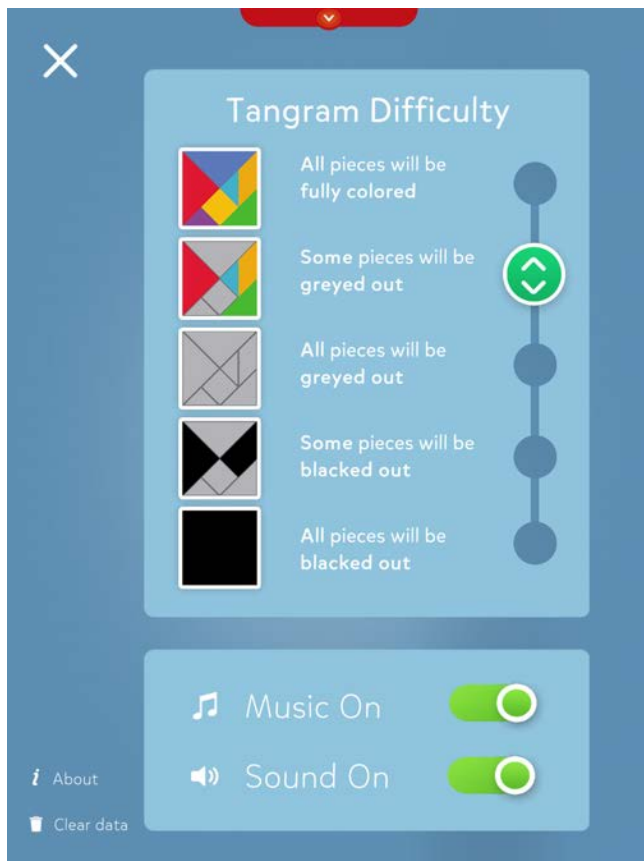 Tangram Difficulty
All pieces will be
fully colored
Some pieces will be
greyed out
All pieces will be
greyed out
Some pieces will be
blacked out
All pieces will be
blacked out
Music On
Sound On
i About
Clear data